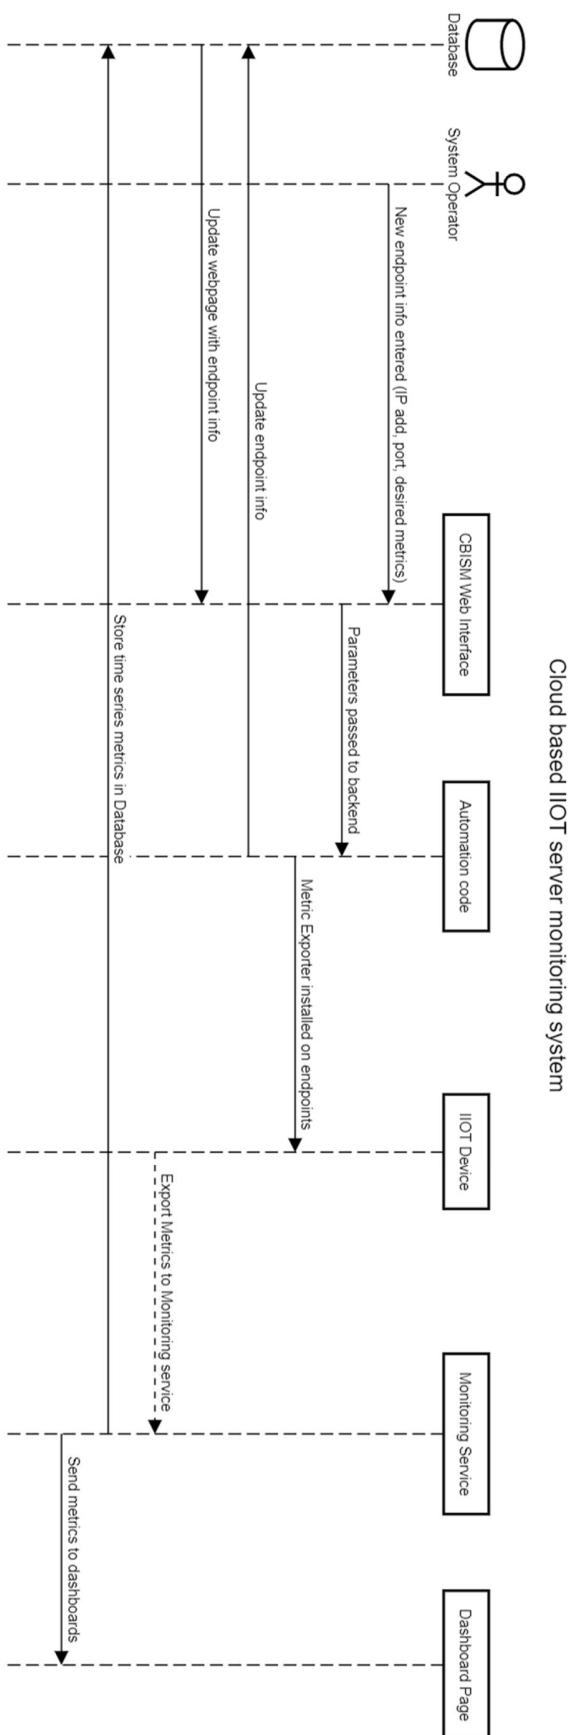 Cloud based IIOT server monitoring system
Database
System Operator
CBISM Web Interface
Automation code
IIOT Device
Monitoring Service
Dashboard Page
New endpoint info entered (IP add, port, desired metrics)
Parameters passed to backend
Metric Exporter installed on endpoints
Update endpoint info
Update webpage with endpoint info
Export Metrics to Monitoring service
Store time series metrics in Database
Send metrics to dashboards